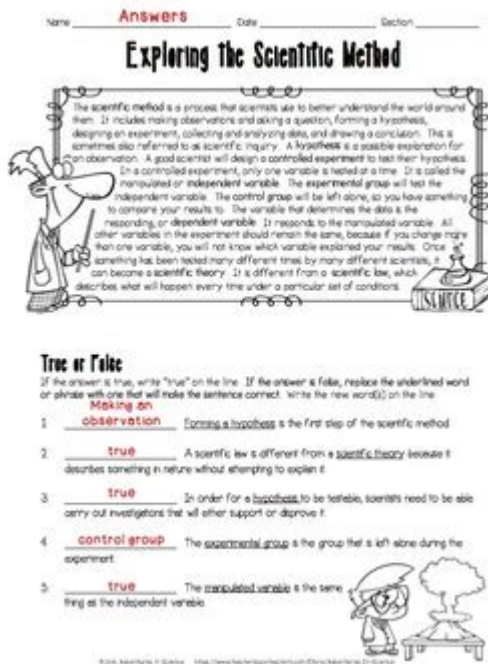 Name Answers Date Section
Exploring the Scientific Method
The scientific method is a process that scientists use to better understand the world around
them. It includes making observations and asking a question, forming a hypothesis,
designing an experiment, collecting and analyzing data, and drawing a conclusion. This is
sometimes also referred to as scientific inquiry. A hypothesis is a possible explanation for
an observation. A good scientist will design a controlled experiment to test their hypothesis.
In a controlled experiment, only one variable is tested at a time. It is called the
manipulated or independent variable. The experimental group will test the
independent variable. The control group will be left alone, so you have something
to compare your results to. The variable that determines the data is the
responding, or dependent variable. It responds to the manipulated variable. All
other variables in the experiment should remain the same, because if you change more
than one variable, you will not know which variable explained your results. Once
something has been tested many different times by many different scientists, it
can become a scientific theory. It is different from a scientific law, which
describes what will happen every time under a particular set of conditions.
SCIENCE
True or False
If the answer is true, write "true" on the line. If the answer is false, replace the underlined word
or phrase with one that will make the sentence correct. Write the new word(s) on the line.
Making an
1. observation Forming a hypothesis is the first step of the scientific method
2. true A scientific law is different from a scientific theory because it
describes something in nature without attempting to explain it.
3. true In order for a hypothesis to be testable, scientists need to be able
carry out investigations that will either support or disprove it.
4. control group The experimental group is the group that is left alone during the
experiment.
5. true The manipulated variable is the same
thing as the independent variable.